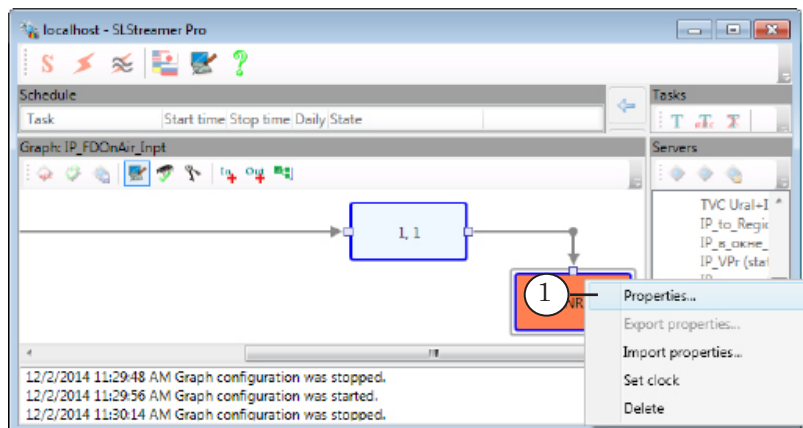 localhost - SLStreamer Pro
Schedule
Tasks
Task Start time Stop time Daily State
Graph: IP_FDOnAir_Inpt
Servers
TVC Ural+I
IP_to_Regic
1, 1
IP_в_окне_
IP_VPr (stat
1
NR
Properties...
Export properties...
Import properties...
Set clock
Delete
12/2/2014 11:29:48 AM Graph configuration was stopped.
12/2/2014 11:29:56 AM Graph configuration was started.
12/2/2014 11:30:14 AM Graph configuration was stopped.